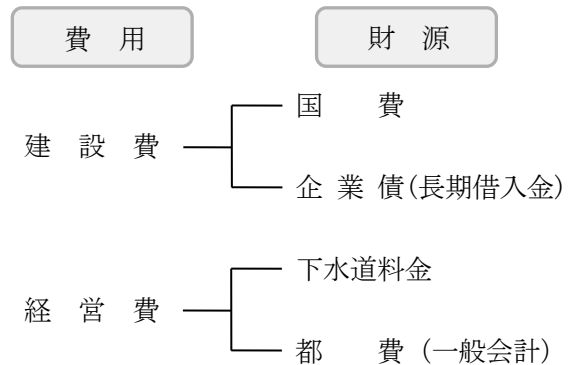 費 用 財 源
国 費
建 設 費
企 業 債(長期借入金)
下水道料金
経 営 費
都 費 (一般会計)